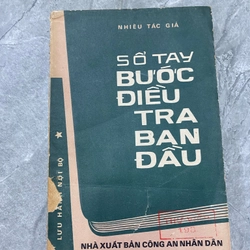 NHIỀU TÁC GIẢ
SỔ TAY
BƯỚC
ĐIỀU
TRA
BAN
ĐẦU
LƯU HÀNH NỘI BỘ
NHÀ XUẤT BẢN CÔNG AN NHÂN DÂN